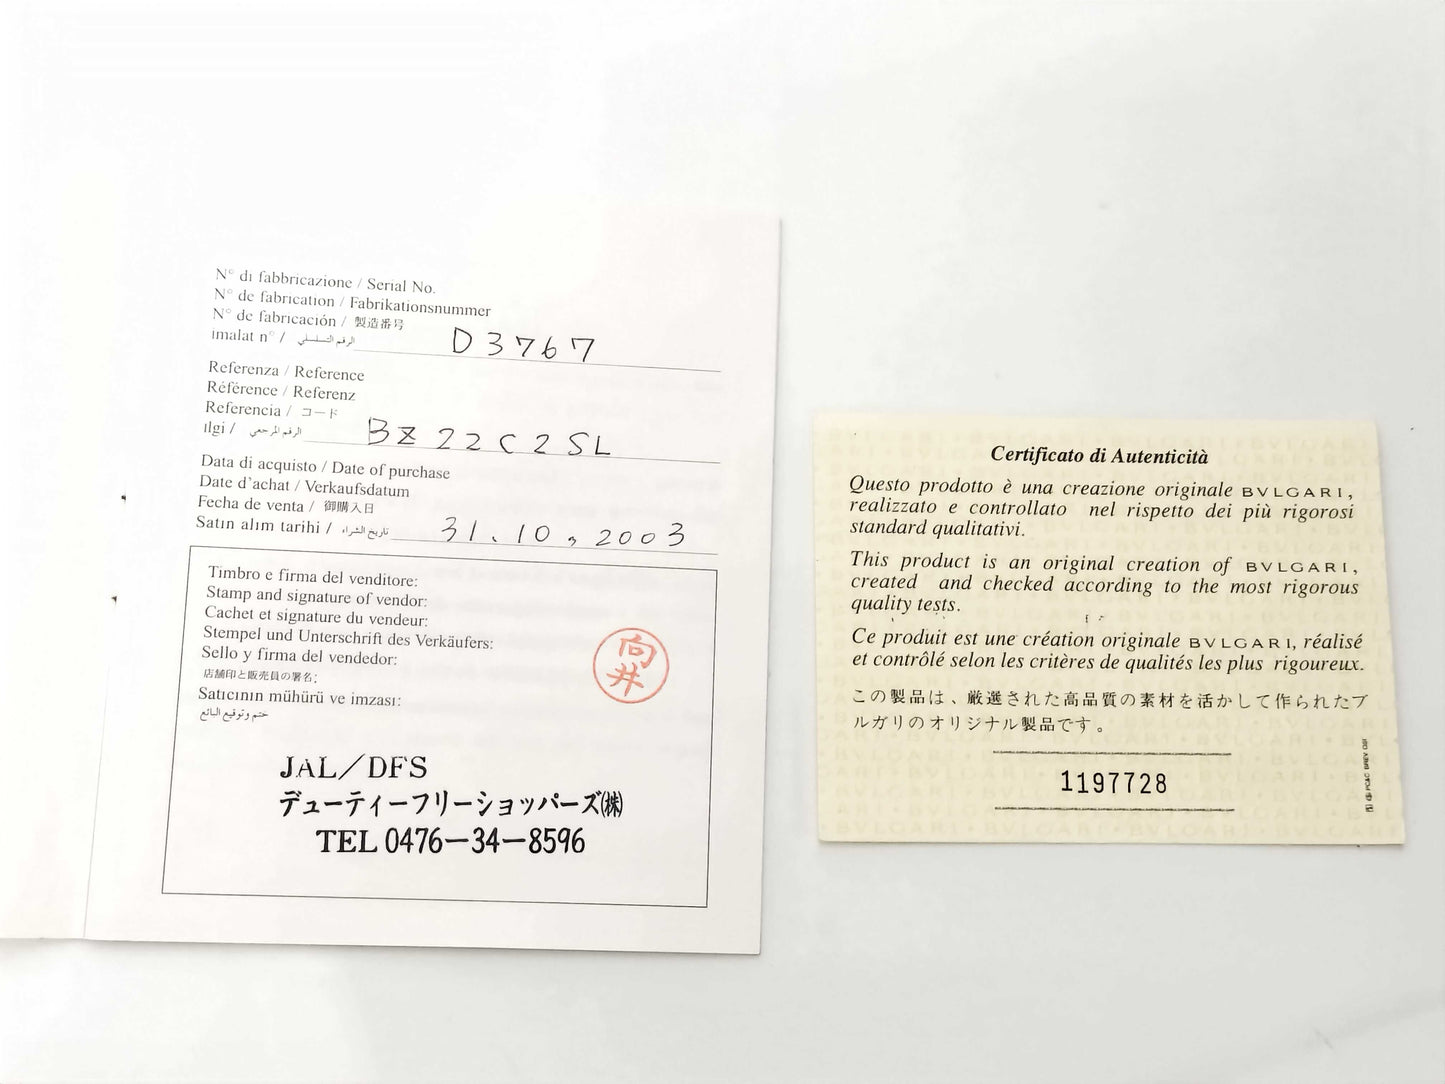 N° di fabbricazione / Serial No.
N° de fabrication / Fabrikationsnummer
N° de fabricación / 製造番号
imalat n° / الرقم التسلسلي D3767
Referenza / Reference
Référence / Referenz
Referencia / コード
ılgi / الرقم المرجعي BZ22C2SL
Data di acquisto / Date of purchase
Date d'achat / Verkaufsdatum
Fecha de venta / 御購入日
Satın alım tarihi / تاريخ الشراء 31.10,2003
Timbro e firma del venditore:
Stamp and signature of vendor:
Cachet et signature du vendeur:
Stempel und Unterschrift des Verkäufers:
Sello y firma del vendedor:
店舗印と販売員の署名:
Satıcının mühürü ve imzası:
ختم وتوقيع البائع
向井
JAL/DFS
デューティーフリーショッパーズ㈱
TEL 0476-34-8596
Certificato di Autenticità
Questo prodotto è una creazione originale BVLGARI,
realizzato e controllato nel rispetto dei più rigorosi
standard qualitativi.
This product is an original creation of BVLGARI,
created and checked according to the most rigorous
quality tests.
Ce produit est une création originale BVLGARI, réalisé
et contrôlé selon les critères de qualités les plus rigoureux.
この製品は、厳選された高品質の素材を活かして作られたブ
ルガリのオリジナル製品です。
1197728